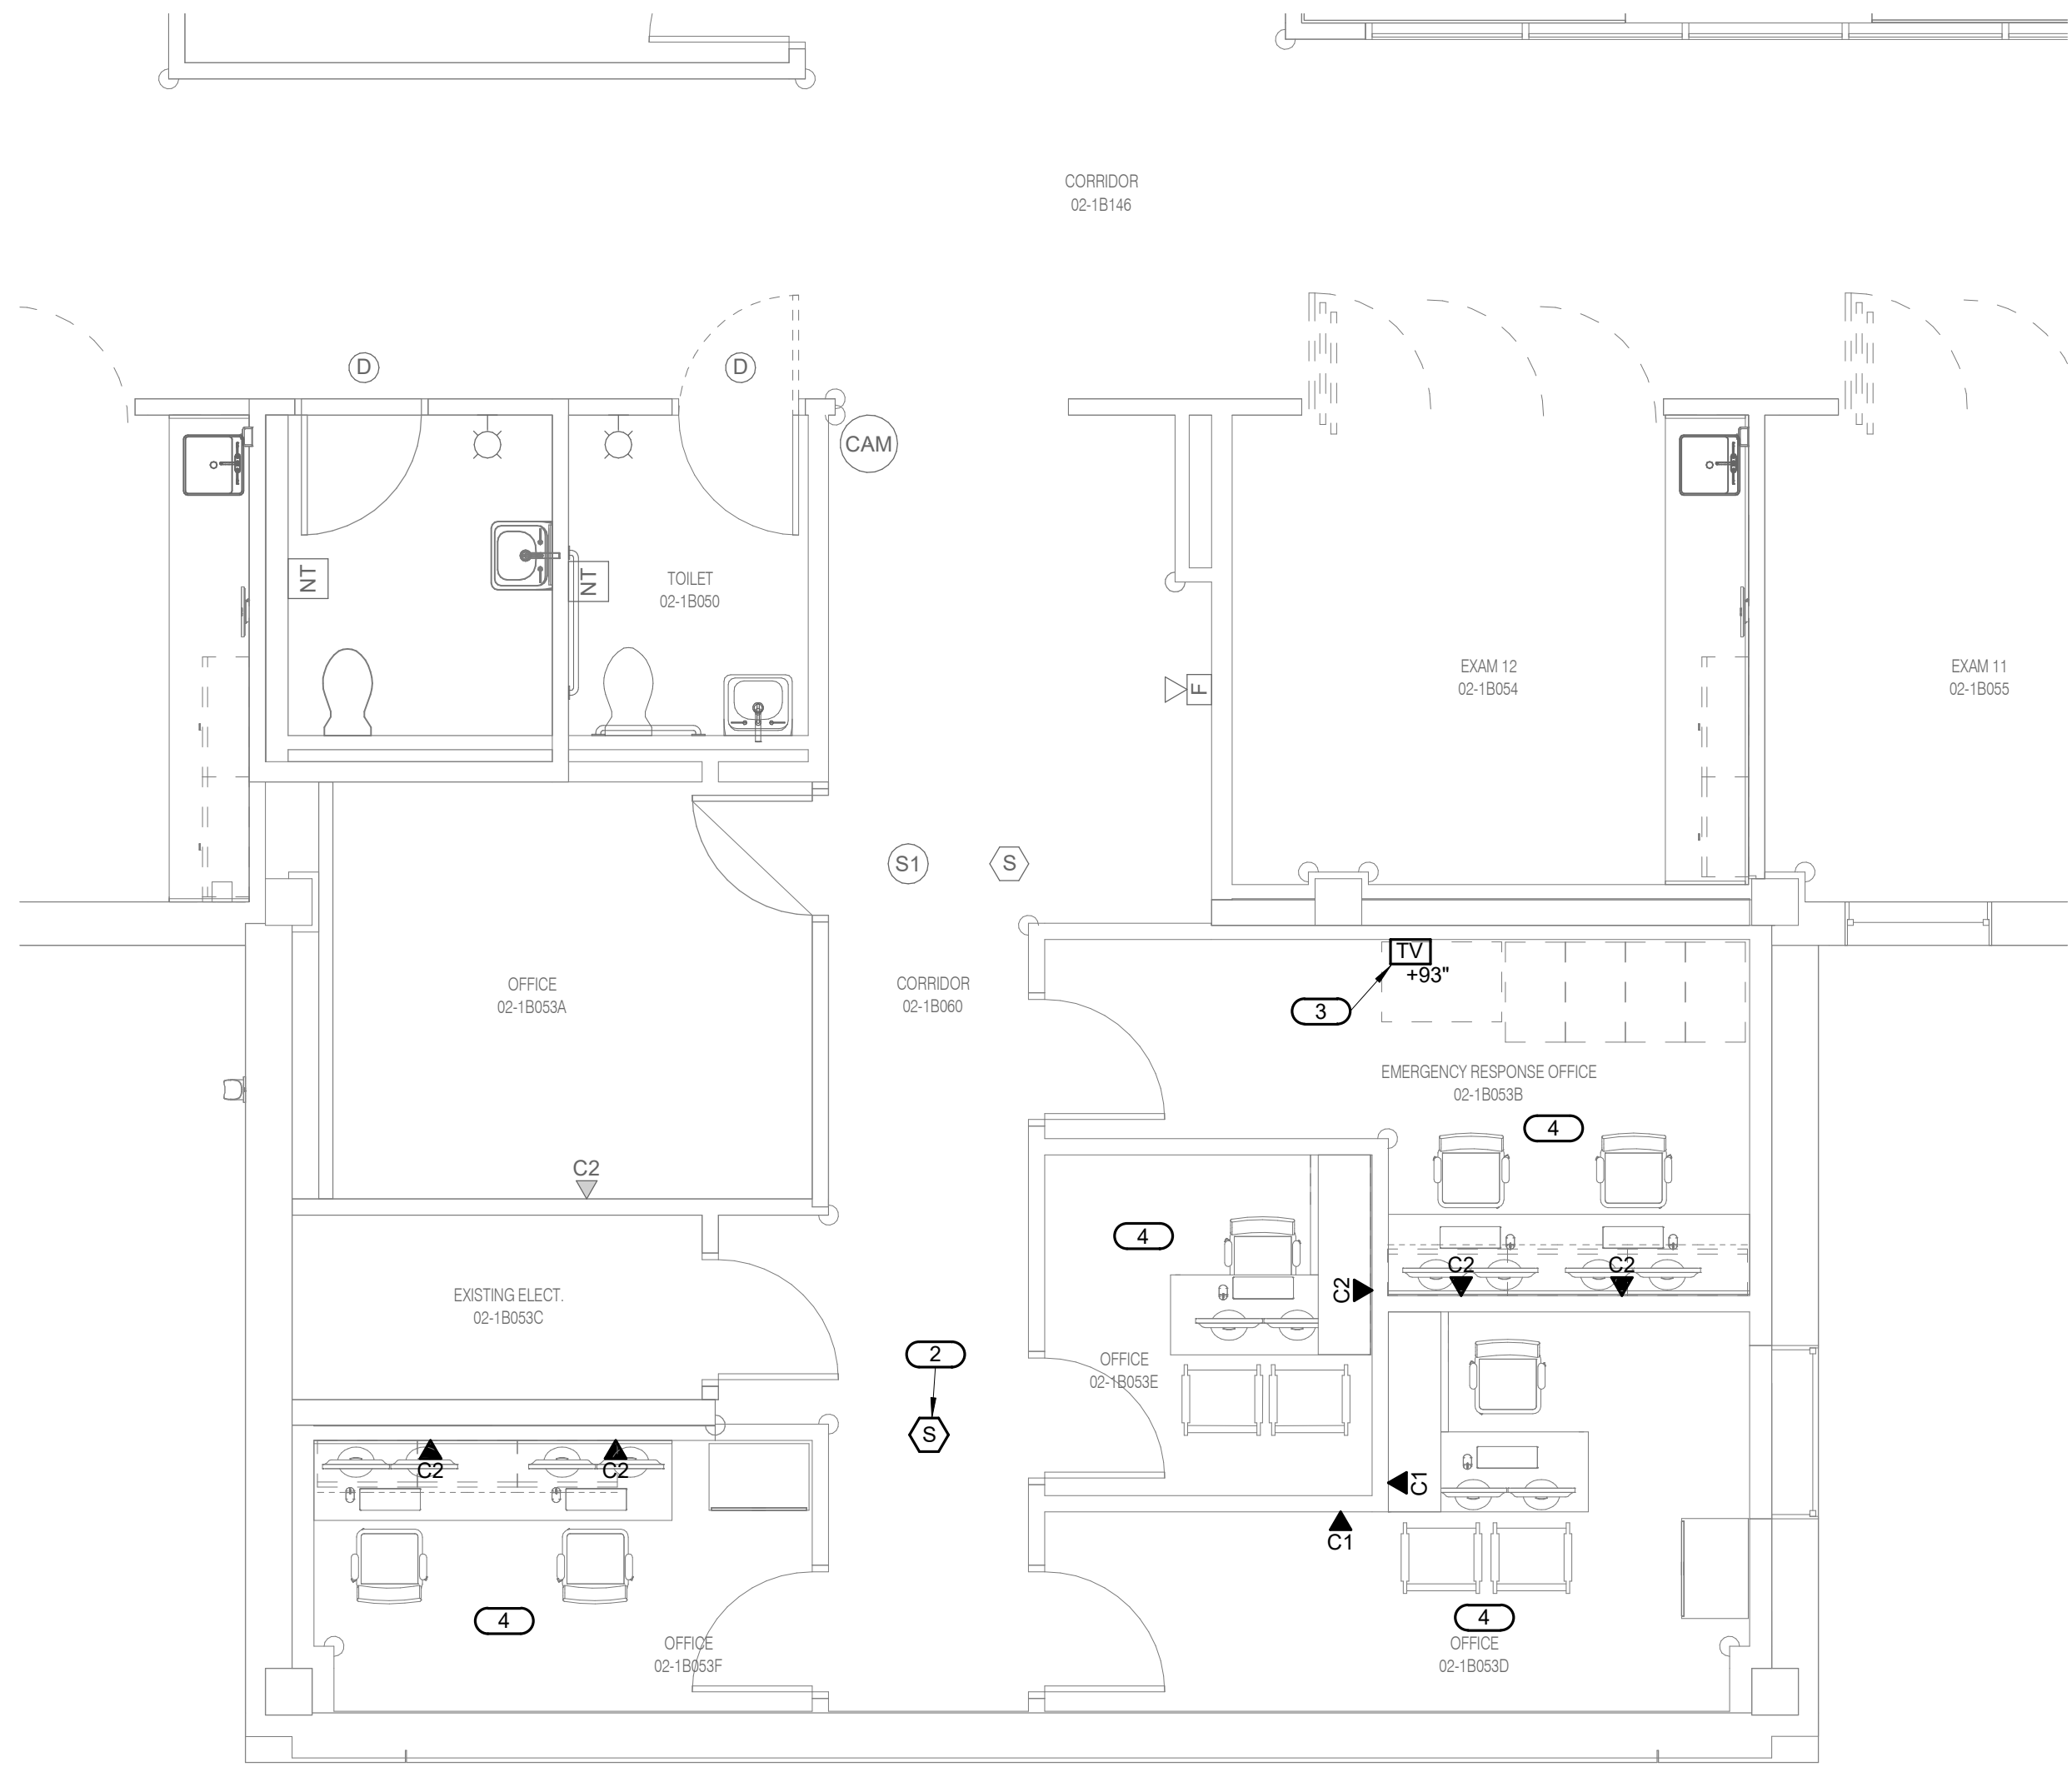 CORRIDOR
02-1B146
D
D
CAM
NT
NT
TOILET
02-1B050
F
EXAM 12
02-1B054
EXAM 11
02-1B055
S1
S
TV
+93"
3
OFFICE
02-1B053A
CORRIDOR
02-1B060
EMERGENCY RESPONSE OFFICE
02-1B053B
4
C2
4
C2
C2
C2
EXISTING ELECT.
02-1B053C
2
OFFICE
02-1B053E
S
C2
C2
C1
C1
4
4
OFFICE
02-1B053F
OFFICE
02-1B053D